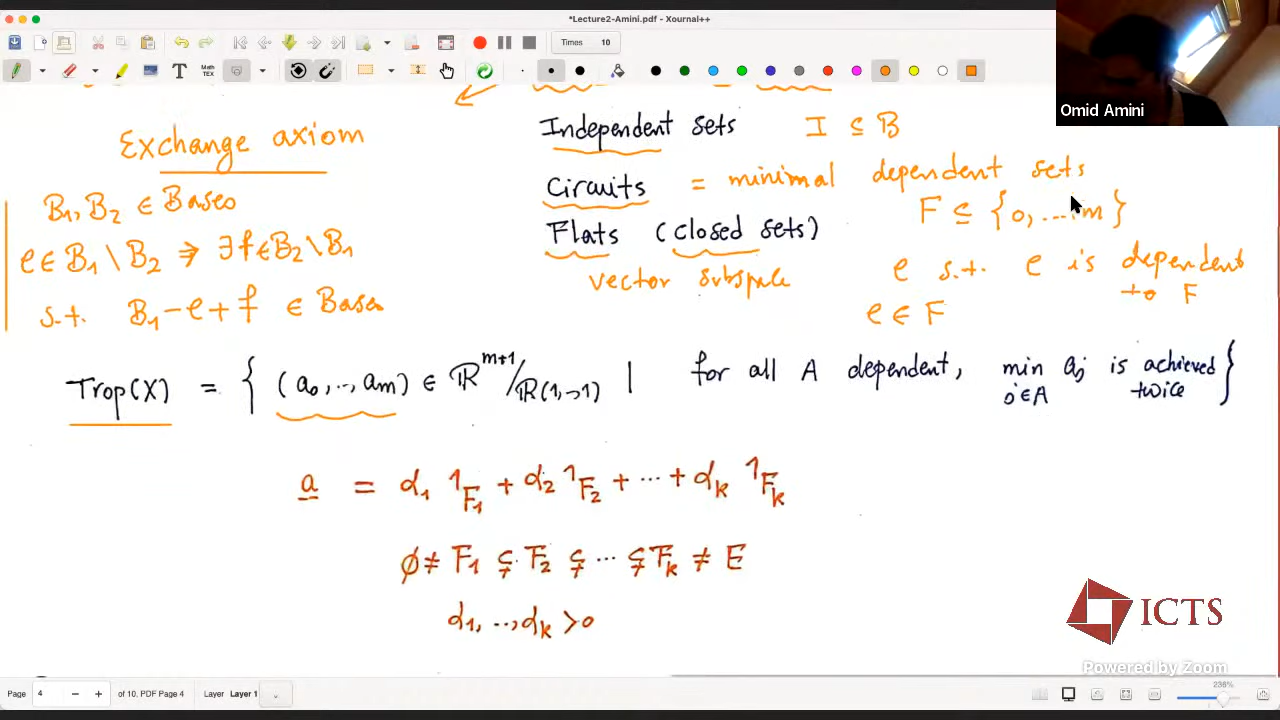 *Lecture2-Amini.pdf - Xournal++
Times 10
Omid Amini
Exchange axiom
B₁, B₂ ∈ Bases
e ∈ B₁ \ B₂ ⇒ ∃ f ∈ B₂ \ B₁
s.t. B₁ - e + f ∈ Bases
Independent sets I ⊆ B
Circuits = minimal dependent sets
Flats (closed sets) F ⊆ {0, ..., m}
vector subspace
e s.t. e is dependent to F
e ∈ F
Trop(X) = { (a₀, .., aₘ) ∈ ℝᵐ⁺¹/ℝ(1,..,1) | for all A dependent, min_{i∈A} aᵢ is achieved twice }
a = α₁ 1_{F₁} + α₂ 1_{F₂} + ... + αₖ 1_{Fₖ}
∅ ≠ F₁ ⊊ F₂ ⊊ ... ⊊ Fₖ ≠ E
α₁, .., αₖ > 0
ICTS
Powered by Zoom
Page 4 of 10, PDF Page 4 Layer Layer 1 236%